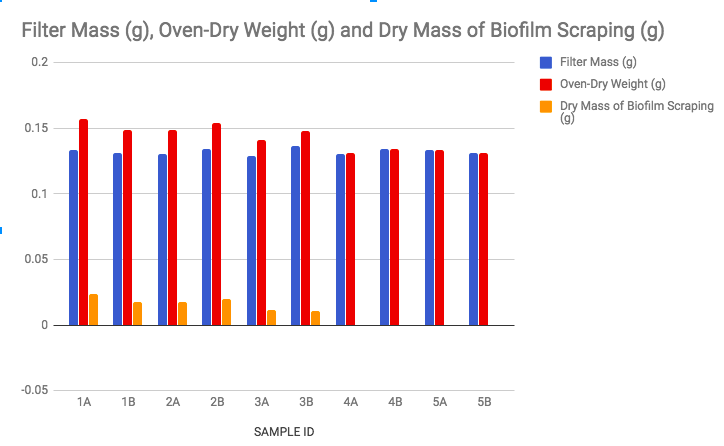 Filter Mass (g), Oven-Dry Weight (g) and Dry Mass of Biofilm Scraping (g)
Filter Mass (g)
Oven-Dry Weight (g)
Dry Mass of Biofilm Scraping
(g)
0.2
0.15
0.1
0.05
0
-0.05
1A 1B 2A 2B 3A 3B 4A 4B 5A 5B
SAMPLE ID